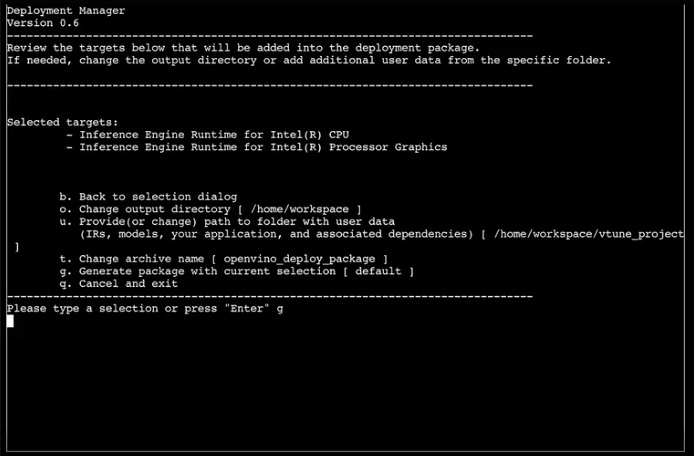 Deployment Manager
Version 0.6
--------------------------------------------------------------------------------
Review the targets below that will be added into the deployment package.
If needed, change the output directory or add additional user data from the specific folder.
--------------------------------------------------------------------------------
Selected targets:
- Inference Engine Runtime for Intel(R) CPU
- Inference Engine Runtime for Intel(R) Processor Graphics
b. Back to selection dialog
o. Change output directory [ /home/workspace ]
u. Provide(or change) path to folder with user data
(IRs, models, your application, and associated dependencies) [ /home/workspace/vtune_project
]
t. Change archive name [ openvino_deploy_package ]
g. Generate package with current selection [ default ]
q. Cancel and exit
--------------------------------------------------------------------------------
Please type a selection or press "Enter" g